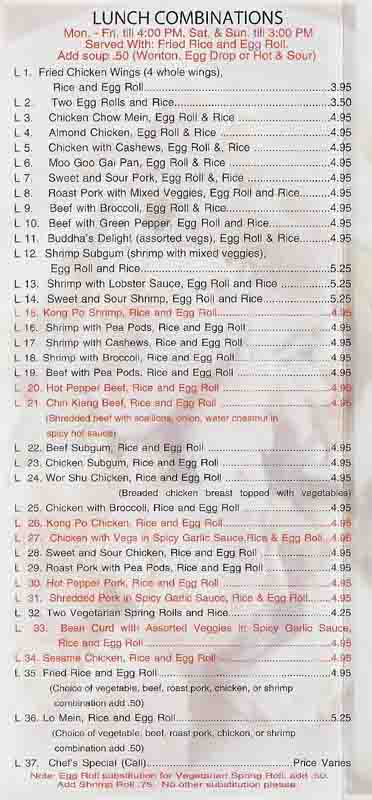 LUNCH COMBINATIONS
Mon. - Fri. till 4:00 PM, Sat. & Sun. till 3:00 PM
Served With: Fried Rice and Egg Roll.
Add soup .50 (Wonton, Egg Drop or Hot & Sour)
L 1. Fried Chicken Wings (4 whole wings),
Rice and Egg Roll 3.95
L 2. Two Egg Rolls and Rice 3.50
L 3. Chicken Chow Mein, Egg Roll & Rice 4.95
L 4. Almond Chicken, Egg Roll & Rice 4.95
L 5. Chicken with Cashews, Egg Roll &, Rice 4.95
L 6. Moo Goo Gai Pan, Egg Roll & Rice 4.95
L 7. Sweet and Sour Pork, Egg Roll &, Rice 4.95
L 8. Roast Pork with Mixed Veggies, Egg Roll and Rice 4.95
L 9. Beef with Broccoli, Egg Roll & Rice 4.95
L 10. Beef with Green Pepper, Egg Roll and Rice 4.95
L 11. Buddha's Delight (assorted vegs), Egg Roll & Rice 4.95
L 12. Shrimp Subgum (shrimp with mixed veggies),
Egg Roll and Rice 5.25
L 13. Shrimp with Lobster Sauce, Egg Roll and Rice 5.25
L 14. Sweet and Sour Shrimp, Egg Roll and Rice 5.25
L 15. Kong Po Shrimp, Rice and Egg Roll 4.95
L 16. Shrimp with Pea Pods, Rice and Egg Roll 4.95
L 17 Shrimp with Cashews, Rice and Egg Roll 4.95
L 18. Shrimp with Broccoli, Rice and Egg Roll 4.95
L 19. Beef with Pea Pods, Rice and Egg Roll 4.95
L 20. Hot Pepper Beef, Rice and Egg Roll 4.95
L 21. Chin Kiang Beef, Rice and Egg Roll 4.95
(Shredded beef with scallions, onion, water chestnut in
spicy hot sauce)
L 22. Beef Subgum, Rice and Egg Roll 4.95
L 23. Chicken Subgum, Rice and Egg Roll 4.95
L 24. Wor Shu Chicken, Rice and Egg Roll 4.95
(Breaded chicken breast topped with vegetables)
L 25. Chicken with Broccoli, Rice and Egg Roll 4.95
L 26. Kong Po Chicken, Rice and Egg Roll 4.95
L 27. Chicken with Vegs in Spicy Garlic Sauce,Rice & Egg Roll 4.95
L 28. Sweet and Sour Chicken, Rice and Egg Roll 4.95
L 29. Roast Pork with Pea Pods, Rice and Egg Roll 4.95
L 30. Hot Pepper Pork, Rice and Egg Roll 4.95
L 31. Shredded Pork in Spicy Garlic Sauce, Rice & Egg Roll 4.95
L 32. Two Vegetarian Spring Rolls and Rice 4.25
L 33. Bean Curd with Assorted Veggies in Spicy Garlic Sauce,
Rice and Egg Roll 4.95
L 34. Sesame Chicken, Rice and Egg Roll 4.95
L 35. Fried Rice and Egg Roll 4.95
(Choice of vegetable, beef, roast pork, chicken, or shrimp
combination add .50)
L 36. Lo Mein, Rice and Egg Roll 5.25
(Choice of vegetable, beef, roast pork, chicken, or shrimp
combination add .50)
L 37. Chef's Special (Call) Price Varies
Note: Egg Roll substitution for Vegetarian Spring Roll, add .50.
Add Shrimp Roll .75. No other substitution please.